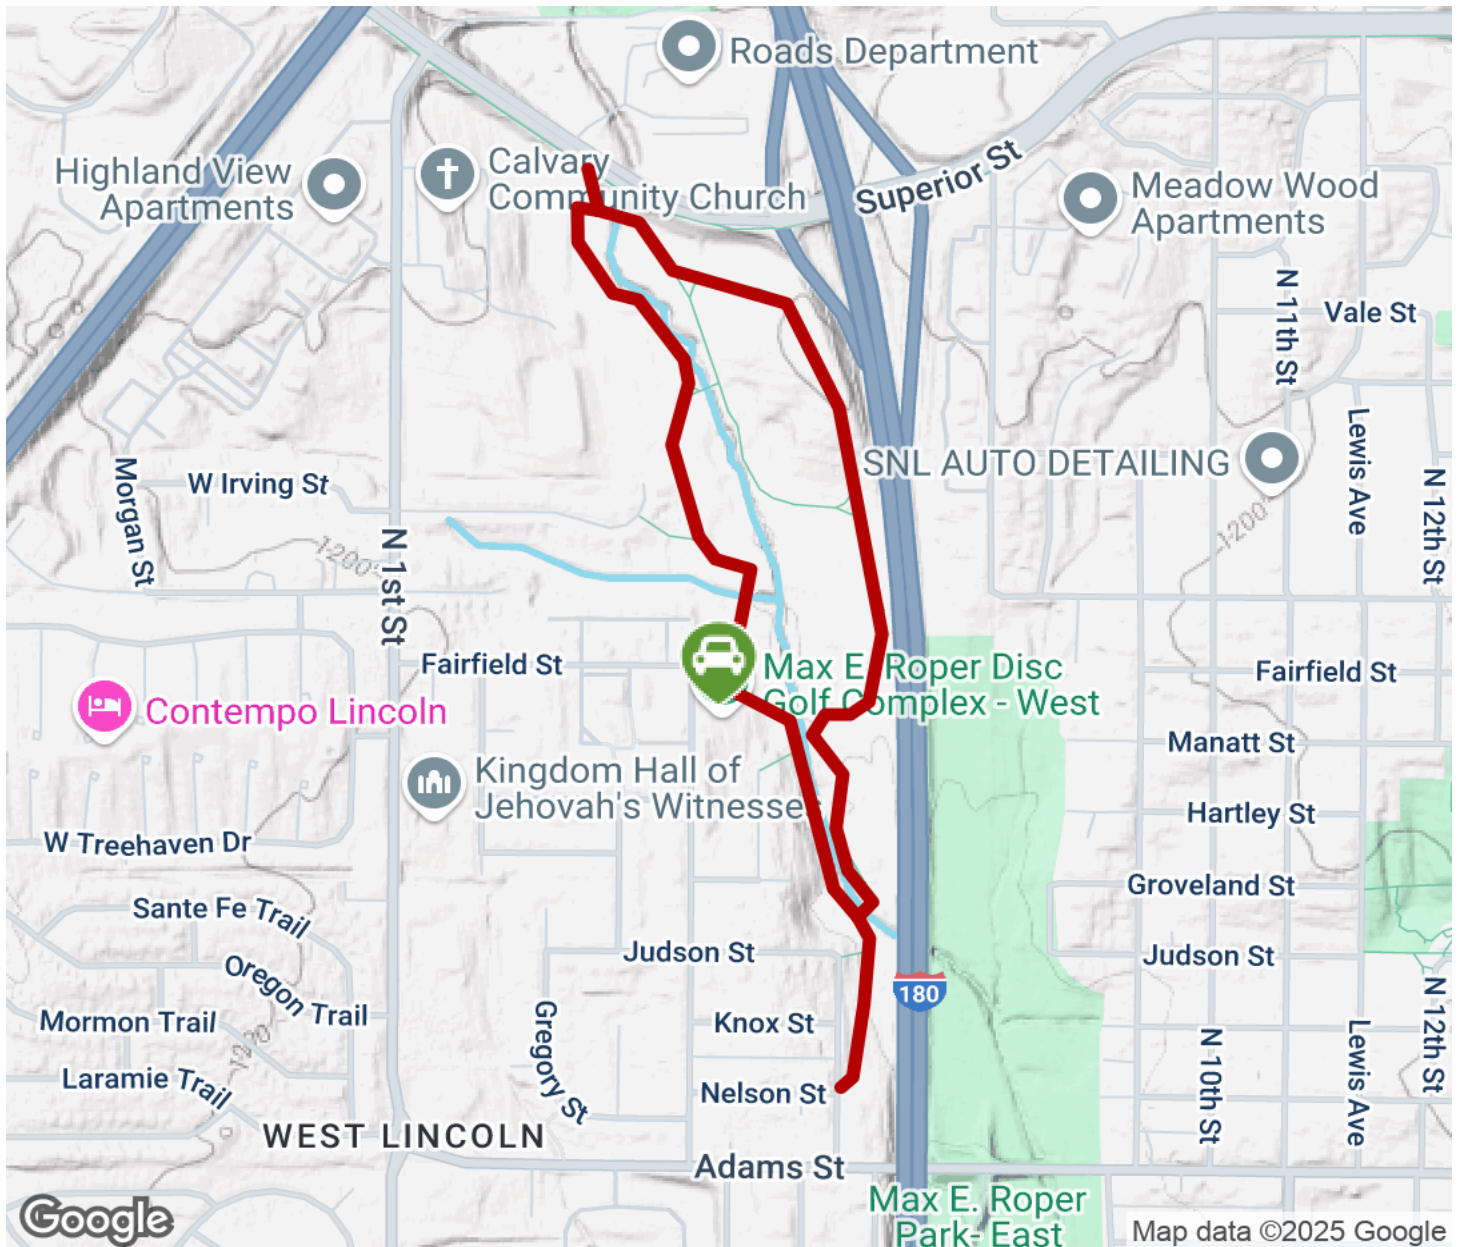 Roads Department
Highland View
Apartments
Calvary
Community Church
Superior St
Meadow Wood
Apartments
N 11th St
Vale St
SNL AUTO DETAILING
Lewis Ave
N 12th St
Morgan St
W Irving St
1200
1200
N 1st St
Fairfield St
Max E. Roper Disc
Golf Complex - West
Fairfield St
Contempo Lincoln
Manatt St
Kingdom Hall of
Jehovah's Witnesses
Hartley St
W Treehaven Dr
Groveland St
Sante Fe Trail
Judson St
Judson St
Oregon Trail
180
Mormon Trail
1220
Gregory St
Knox St
N 10th St
Lewis Ave
N 12th St
Laramie Trail
Nelson St
WEST LINCOLN
Adams St
Max E. Roper
Park- East
Google
Map data ©2025 Google